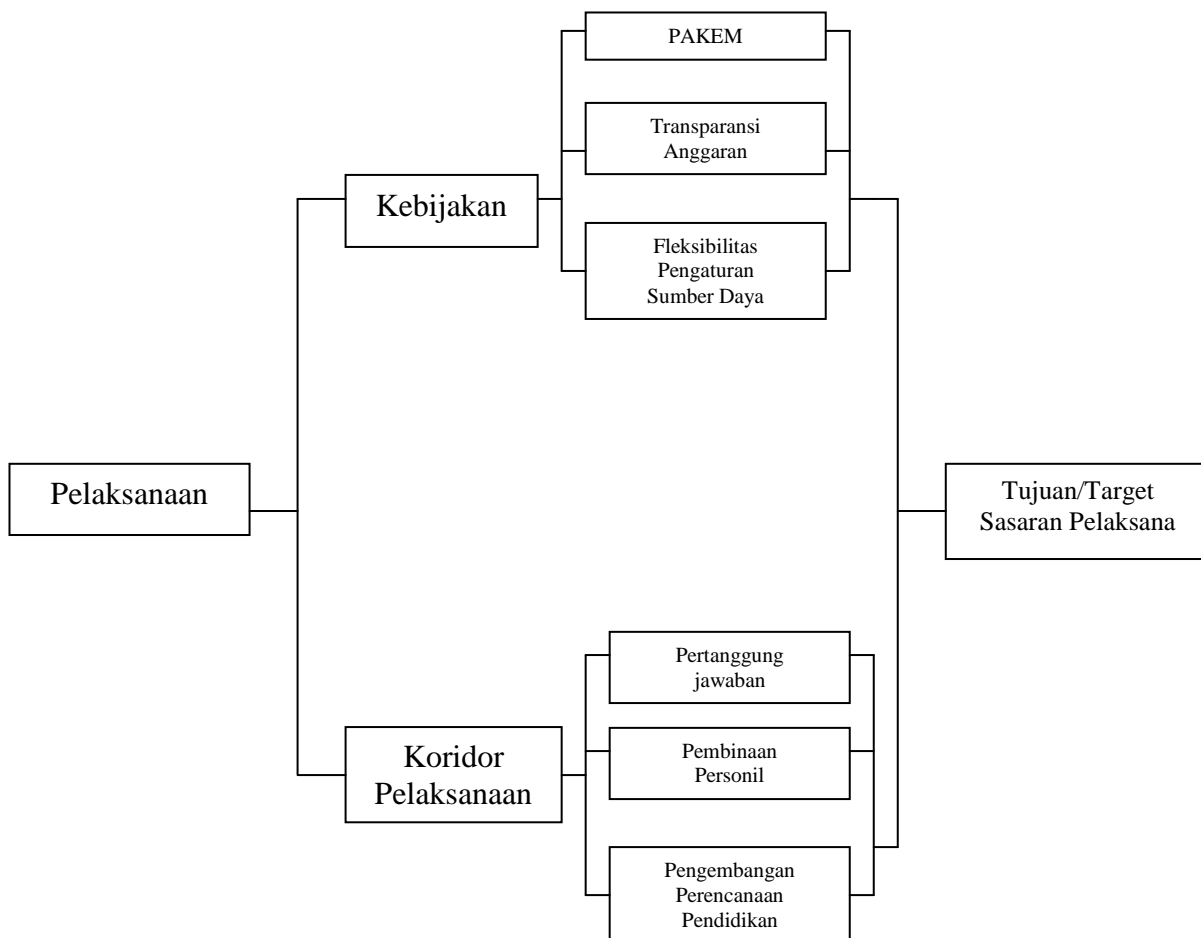 PAKEM
Transparansi
Anggaran
Kebijakan
Fleksibilitas
Pengaturan
Sumber Daya
Pelaksanaan
Tujuan/Target
Sasaran Pelaksana
Pertanggung
jawaban
Koridor
Pelaksanaan
Pembinaan
Personil
Pengembangan
Perencanaan
Pendidikan